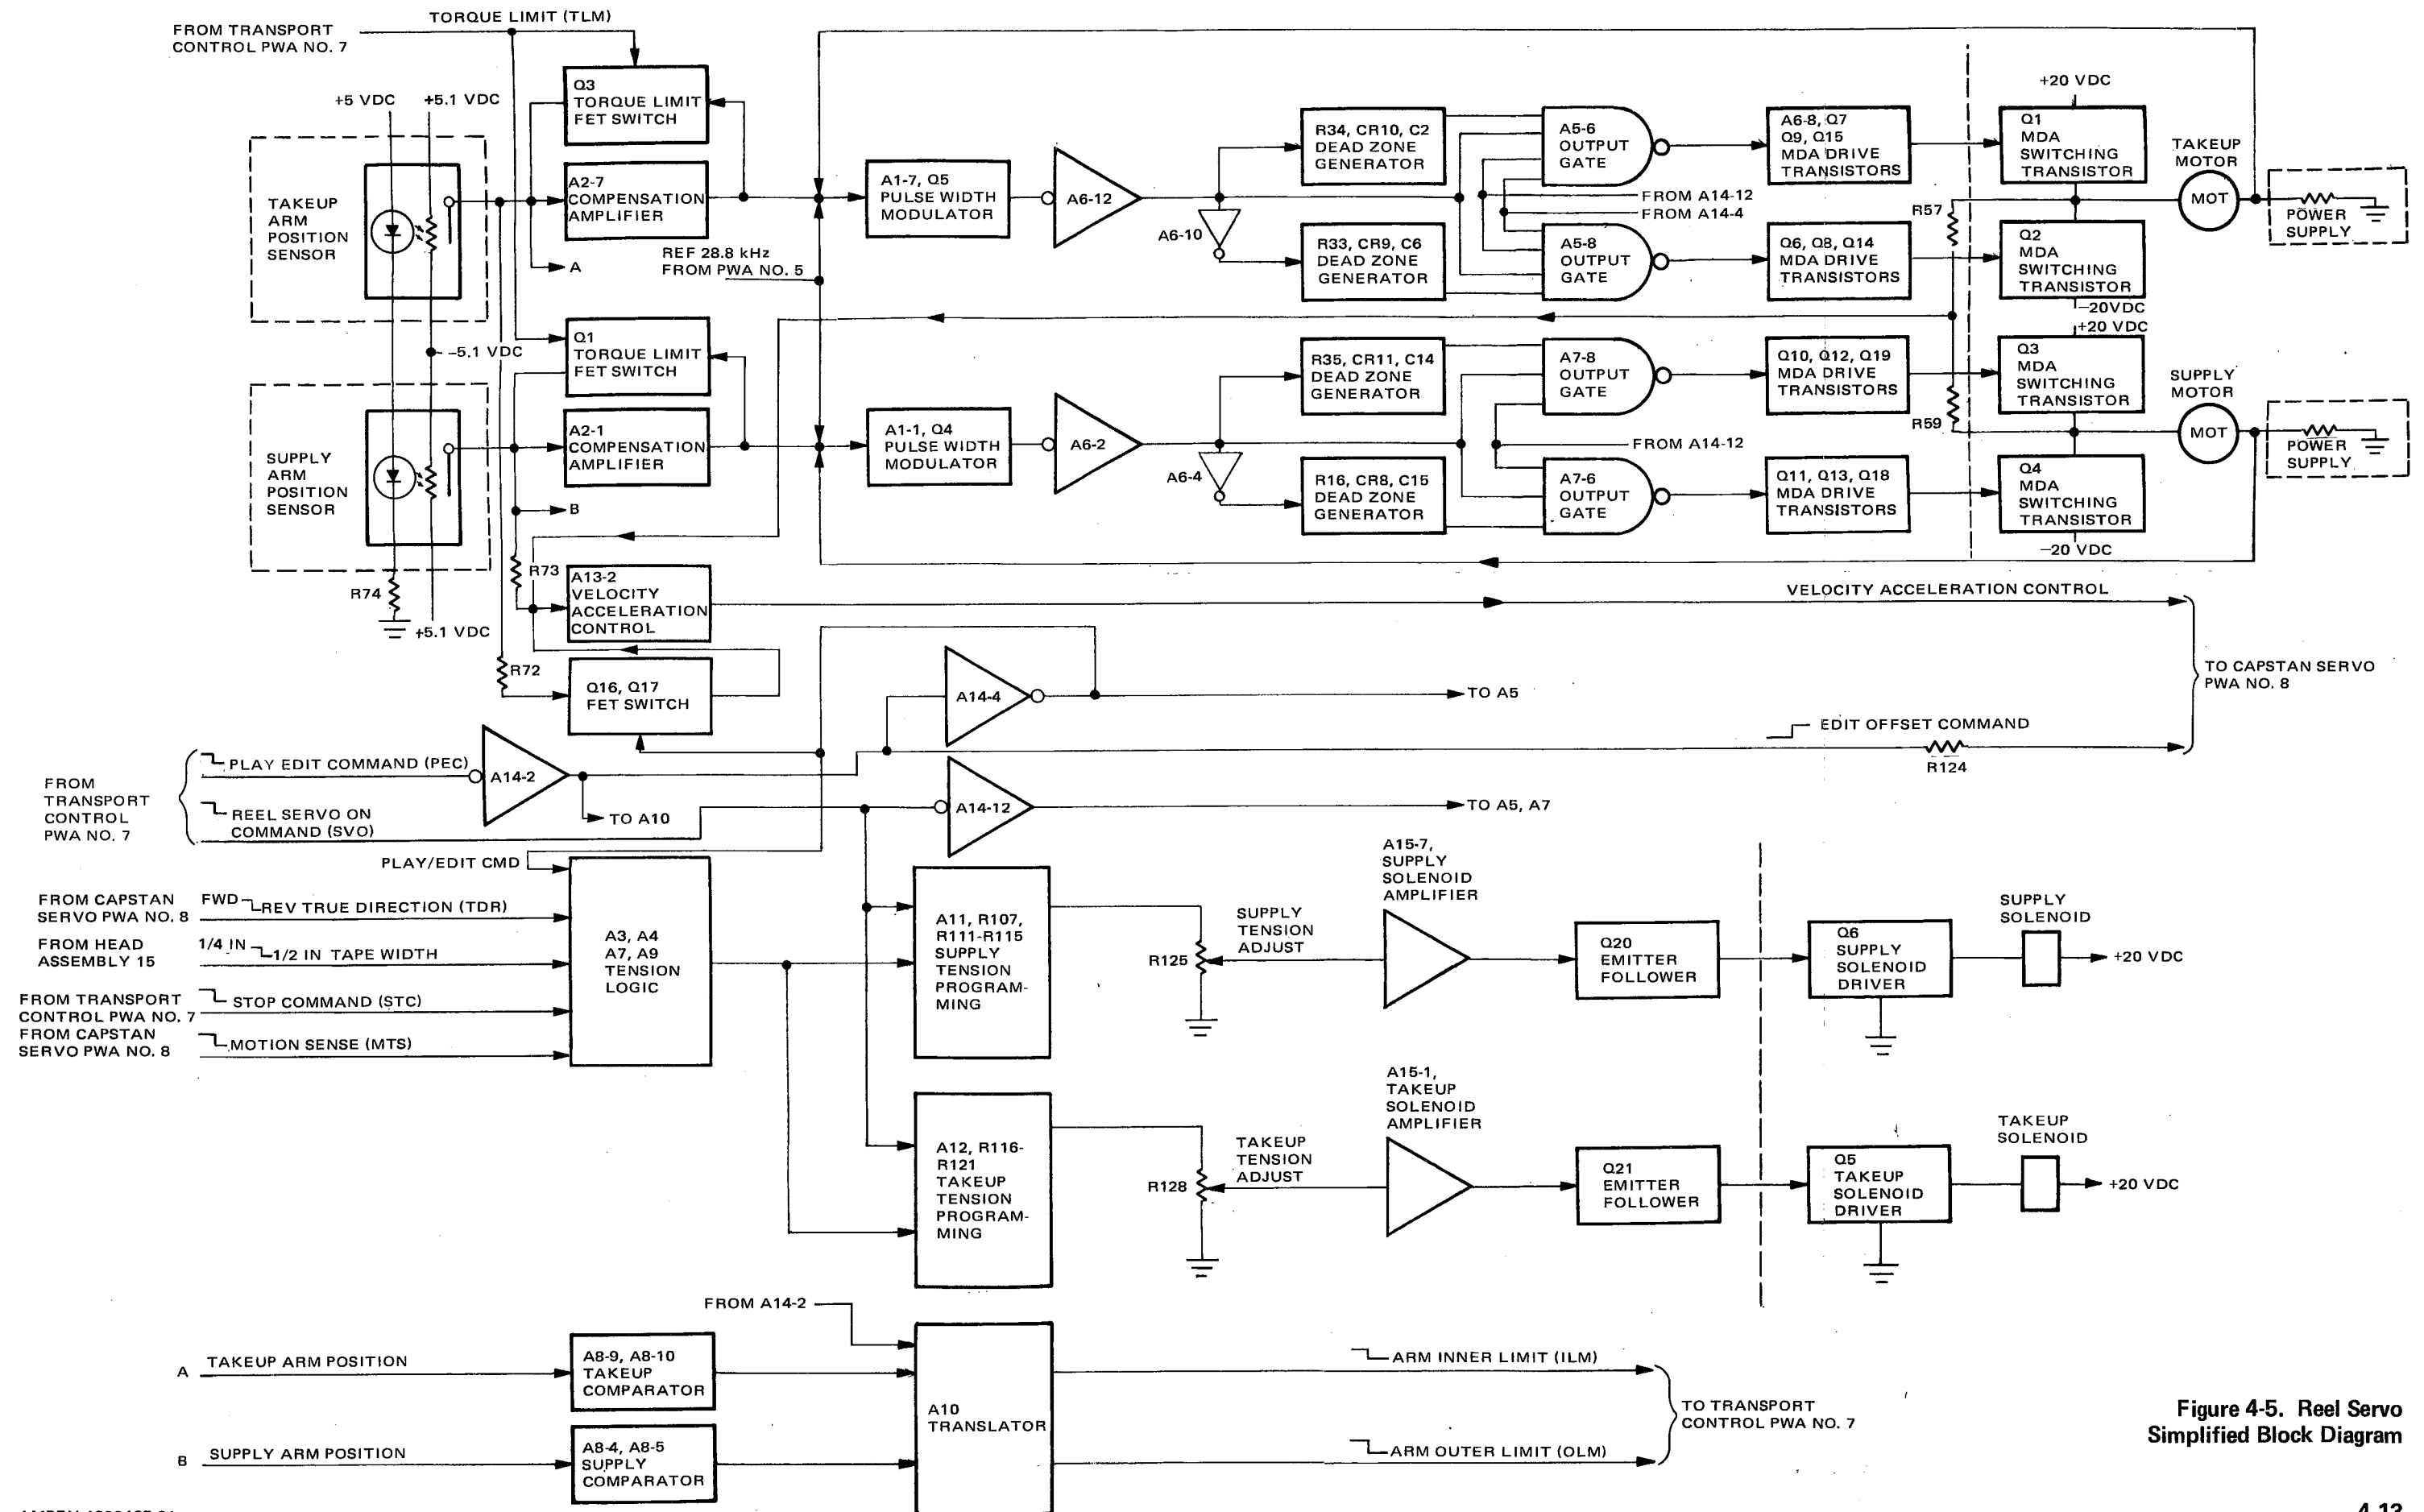 TORQUE LIMIT (TLM)
FROM TRANSPORT
CONTROL PWA NO. 7
+5 VDC
+5.1 VDC
Q3
TORQUE LIMIT
FET SWITCH
TAKEUP
ARM
POSITION
SENSOR
A2-7
COMPENSATION
AMPLIFIER
A
REF 28.8 kHz
FROM PWA NO. 5
A1-7, Q5
PULSE WIDTH
MODULATOR
A6-12
A6-10
R34, CR10, C2
DEAD ZONE
GENERATOR
R33, CR9, C6
DEAD ZONE
GENERATOR
A5-6
OUTPUT
GATE
FROM A14-12
FROM A14-4
A5-8
OUTPUT
GATE
A6-8, Q7
Q9, Q15
MDA DRIVE
TRANSISTORS
Q6, Q8, Q14
MDA DRIVE
TRANSISTORS
R57
+20 VDC
Q1
MDA
SWITCHING
TRANSISTOR
Q2
MDA
SWITCHING
TRANSISTOR
−20VDC
TAKEUP
MOTOR
MOT
POWER
SUPPLY
Q1
TORQUE LIMIT
FET SWITCH
−5.1 VDC
SUPPLY
ARM
POSITION
SENSOR
A2-1
COMPENSATION
AMPLIFIER
B
R74
+5.1 VDC
A1-1, Q4
PULSE WIDTH
MODULATOR
A6-2
A6-4
R35, CR11, C14
DEAD ZONE
GENERATOR
R16, CR8, C15
DEAD ZONE
GENERATOR
A7-8
OUTPUT
GATE
FROM A14-12
A7-6
OUTPUT
GATE
Q10, Q12, Q19
MDA DRIVE
TRANSISTORS
Q11, Q13, Q18
MDA DRIVE
TRANSISTORS
R59
+20 VDC
Q3
MDA
SWITCHING
TRANSISTOR
Q4
MDA
SWITCHING
TRANSISTOR
−20 VDC
SUPPLY
MOTOR
MOT
POWER
SUPPLY
R73
A13-2
VELOCITY
ACCELERATION
CONTROL
VELOCITY ACCELERATION CONTROL
R72
Q16, Q17
FET SWITCH
A14-4
TO A5
TO CAPSTAN SERVO
PWA NO. 8
EDIT OFFSET COMMAND
R124
FROM
TRANSPORT
CONTROL
PWA NO. 7
PLAY EDIT COMMAND (PEC)
A14-2
TO A10
REEL SERVO ON
COMMAND (SVO)
A14-12
TO A5, A7
PLAY/EDIT CMD
FROM CAPSTAN
SERVO PWA NO. 8
FWD
REV TRUE DIRECTION (TDR)
FROM HEAD
ASSEMBLY 15
1/4 IN
1/2 IN TAPE WIDTH
FROM TRANSPORT
CONTROL PWA NO. 7
STOP COMMAND (STC)
FROM CAPSTAN
SERVO PWA NO. 8
MOTION SENSE (MTS)
A3, A4
A7, A9
TENSION
LOGIC
A11, R107,
R111-R115
SUPPLY
TENSION
PROGRAM-
MING
R125
SUPPLY
TENSION
ADJUST
A15-7,
SUPPLY
SOLENOID
AMPLIFIER
Q20
EMITTER
FOLLOWER
Q6
SUPPLY
SOLENOID
DRIVER
SUPPLY
SOLENOID
+20 VDC
A12, R116-
R121
TAKEUP
TENSION
PROGRAM-
MING
R128
TAKEUP
TENSION
ADJUST
A15-1,
TAKEUP
SOLENOID
AMPLIFIER
Q21
EMITTER
FOLLOWER
Q5
TAKEUP
SOLENOID
DRIVER
TAKEUP
SOLENOID
+20 VDC
FROM A14-2
A
TAKEUP ARM POSITION
A8-9, A8-10
TAKEUP
COMPARATOR
B
SUPPLY ARM POSITION
A8-4, A8-5
SUPPLY
COMPARATOR
A10
TRANSLATOR
ARM INNER LIMIT (ILM)
ARM OUTER LIMIT (OLM)
TO TRANSPORT
CONTROL PWA NO. 7
Figure 4-5. Reel Servo
Simplified Block Diagram